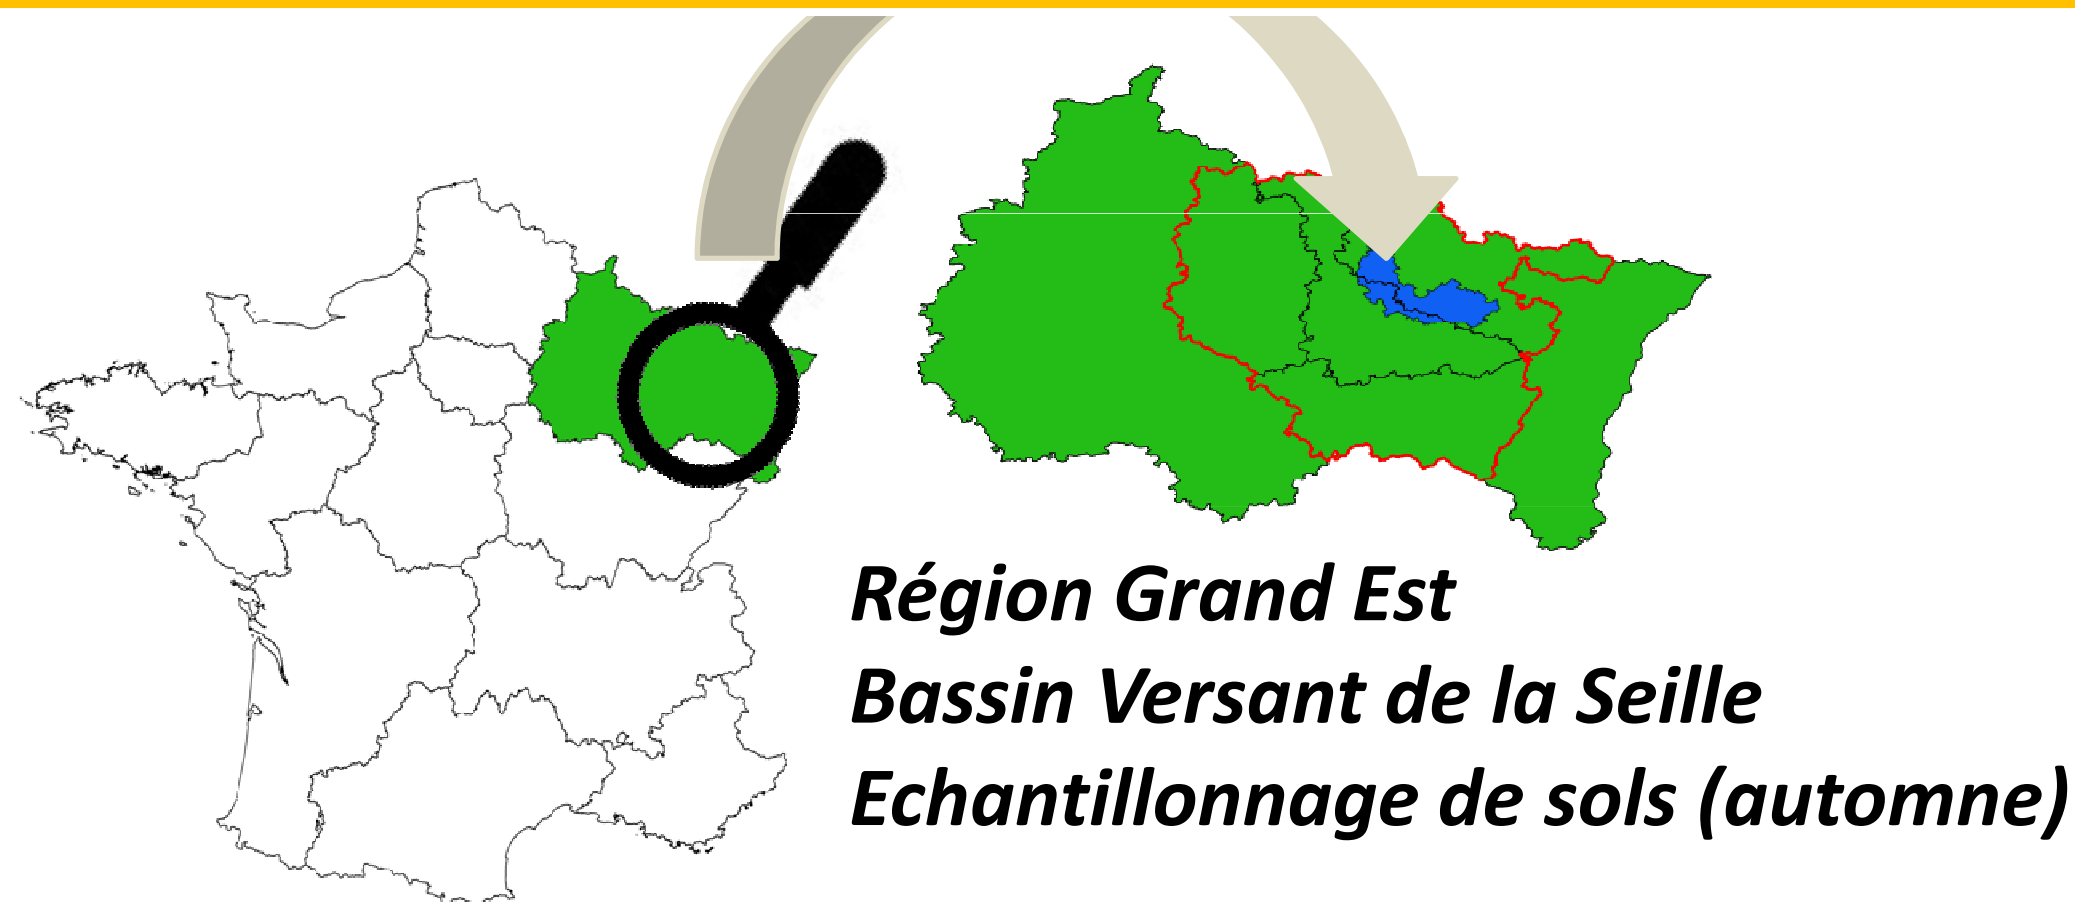 Région Grand Est
Bassin Versant de la Seille
Echantillonnage de sols (automne)